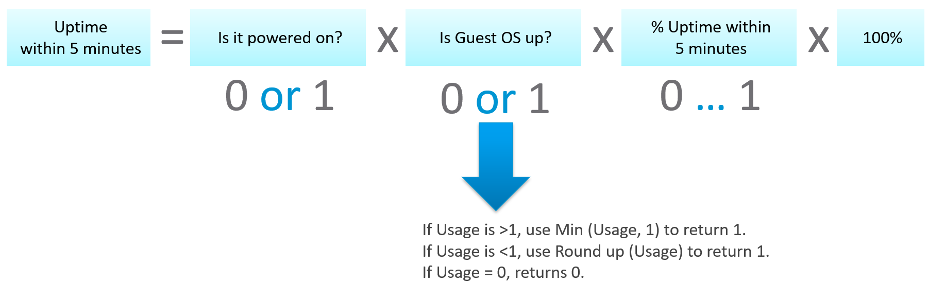 Uptime
within 5 minutes
=
Is it powered on?
X
Is Guest OS up?
X
% Uptime within
5 minutes
X
100%
0 or 1
0 or 1
0 ... 1
If Usage is >1, use Min (Usage, 1) to return 1.
If Usage is <1, use Round up (Usage) to return 1.
If Usage = 0, returns 0.